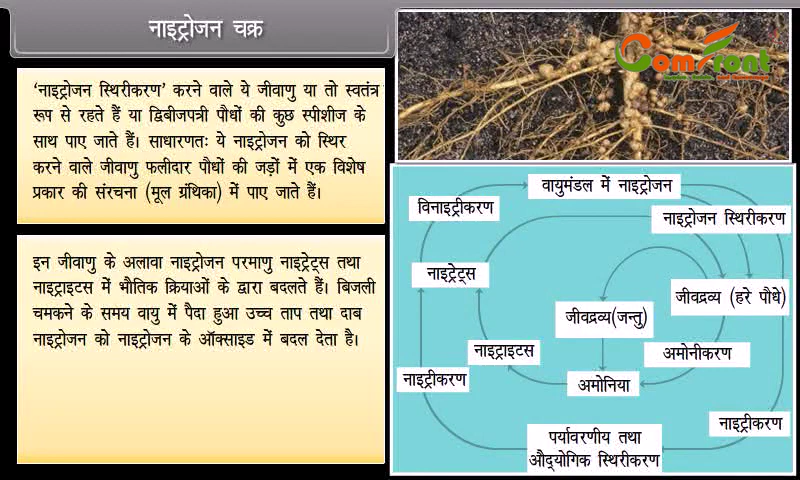 नाइट्रोजन चक्र
‘नाइट्रोजन स्थिरीकरण’ करने वाले ये जीवाणु या तो स्वतंत्र
रूप से रहते हैं या द्विबीजपत्री पौधों की कुछ स्पीशीज के
साथ पाए जाते हैं। साधारणतः ये नाइट्रोजन को स्थिर
करने वाले जीवाणु फलीदार पौधों की जड़ों में एक विशेष
प्रकार की संरचना (मूल ग्रंथिका) में पाए जाते हैं।
इन जीवाणु के अलावा नाइट्रोजन परमाणु नाइट्रेट्स तथा
नाइट्राइटस में भौतिक क्रियाओं के द्वारा बदलते हैं। बिजली
चमकने के समय वायु में पैदा हुआ उच्च ताप तथा दाब
नाइट्रोजन को नाइट्रोजन के ऑक्साइड में बदल देता है।
Comfront
वायुमंडल में नाइट्रोजन
विनाइट्रीकरण
नाइट्रोजन स्थिरीकरण
नाइट्रेट्स
जीवद्रव्य (हरे पौधे)
जीवद्रव्य(जन्तु)
नाइट्राइटस
अमोनीकरण
नाइट्रीकरण
अमोनिया
नाइट्रीकरण
पर्यावरणीय तथा
औद्योगिक स्थिरीकरण